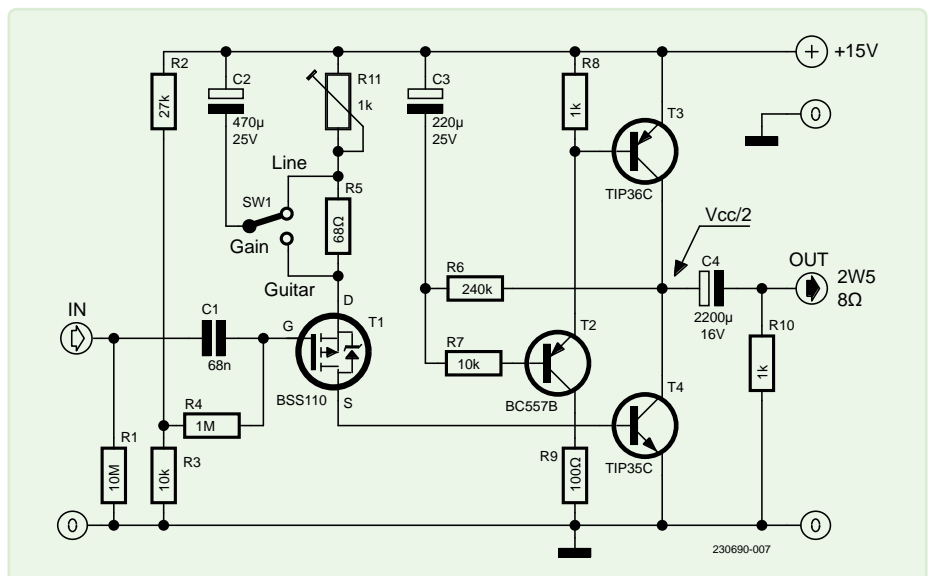 R2
27k
C2
470µ
25V
R11
1k
C3
220µ
25V
R8
1k
+
+15V
T3
0
TIP36C
Line
SW1
Gain
R5
68Ω
Guitar
Vcc/2
C4
2200µ
16V
OUT
2W5
8Ω
R6
240k
R10
1k
IN
C1
68n
G
D
T1
S
BSS110
R7
10k
T2
BC557B
T4
TIP35C
R4
1M
R1
10M
R3
10k
R9
100Ω
0
0
230690-007